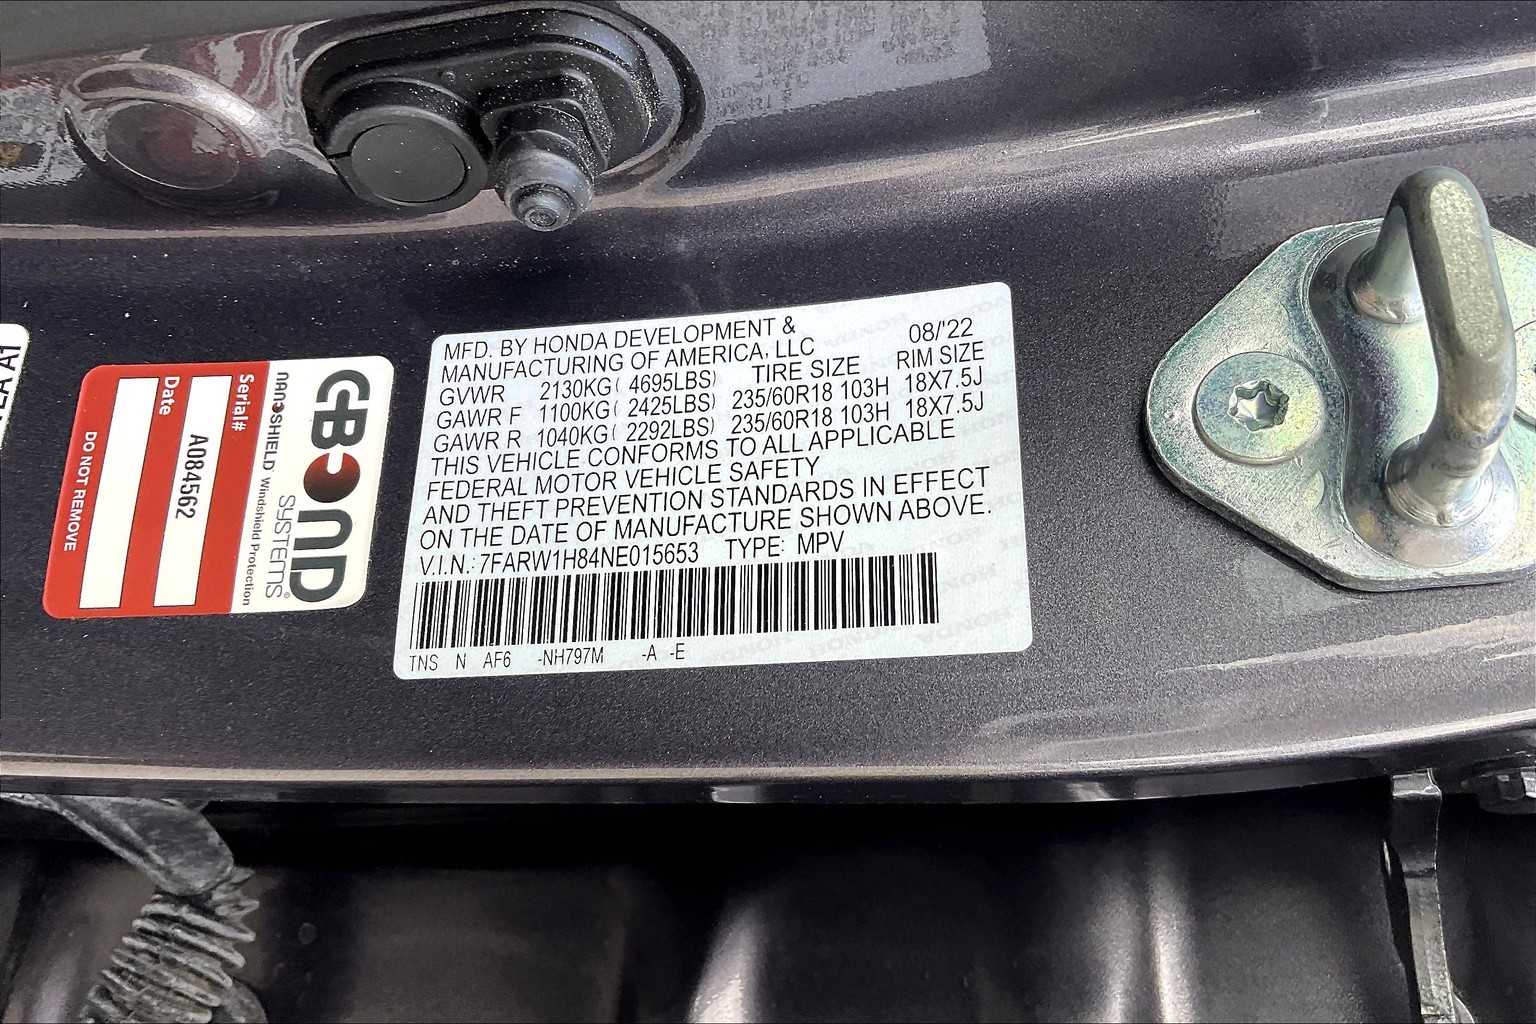 MFD. BY HONDA DEVELOPMENT & 08/'22
MANUFACTURING OF AMERICA, LLC
GVWR 2130KG( 4695LBS) TIRE SIZE RIM SIZE
GAWR F 1100KG( 2425LBS) 235/60R18 103H 18X7.5J
GAWR R 1040KG( 2292LBS) 235/60R18 103H 18X7.5J
THIS VEHICLE CONFORMS TO ALL APPLICABLE
FEDERAL MOTOR VEHICLE SAFETY
AND THEFT PREVENTION STANDARDS IN EFFECT
ON THE DATE OF MANUFACTURE SHOWN ABOVE.
V.I.N.: 7FARW1H84NE015653 TYPE: MPV
TNS N AF6 -NH797M -A -E
C-BOND
SYSTEMS
nanoSHIELD Windshield Protection
Serial#
A084562
Date
DO NOT REMOVE